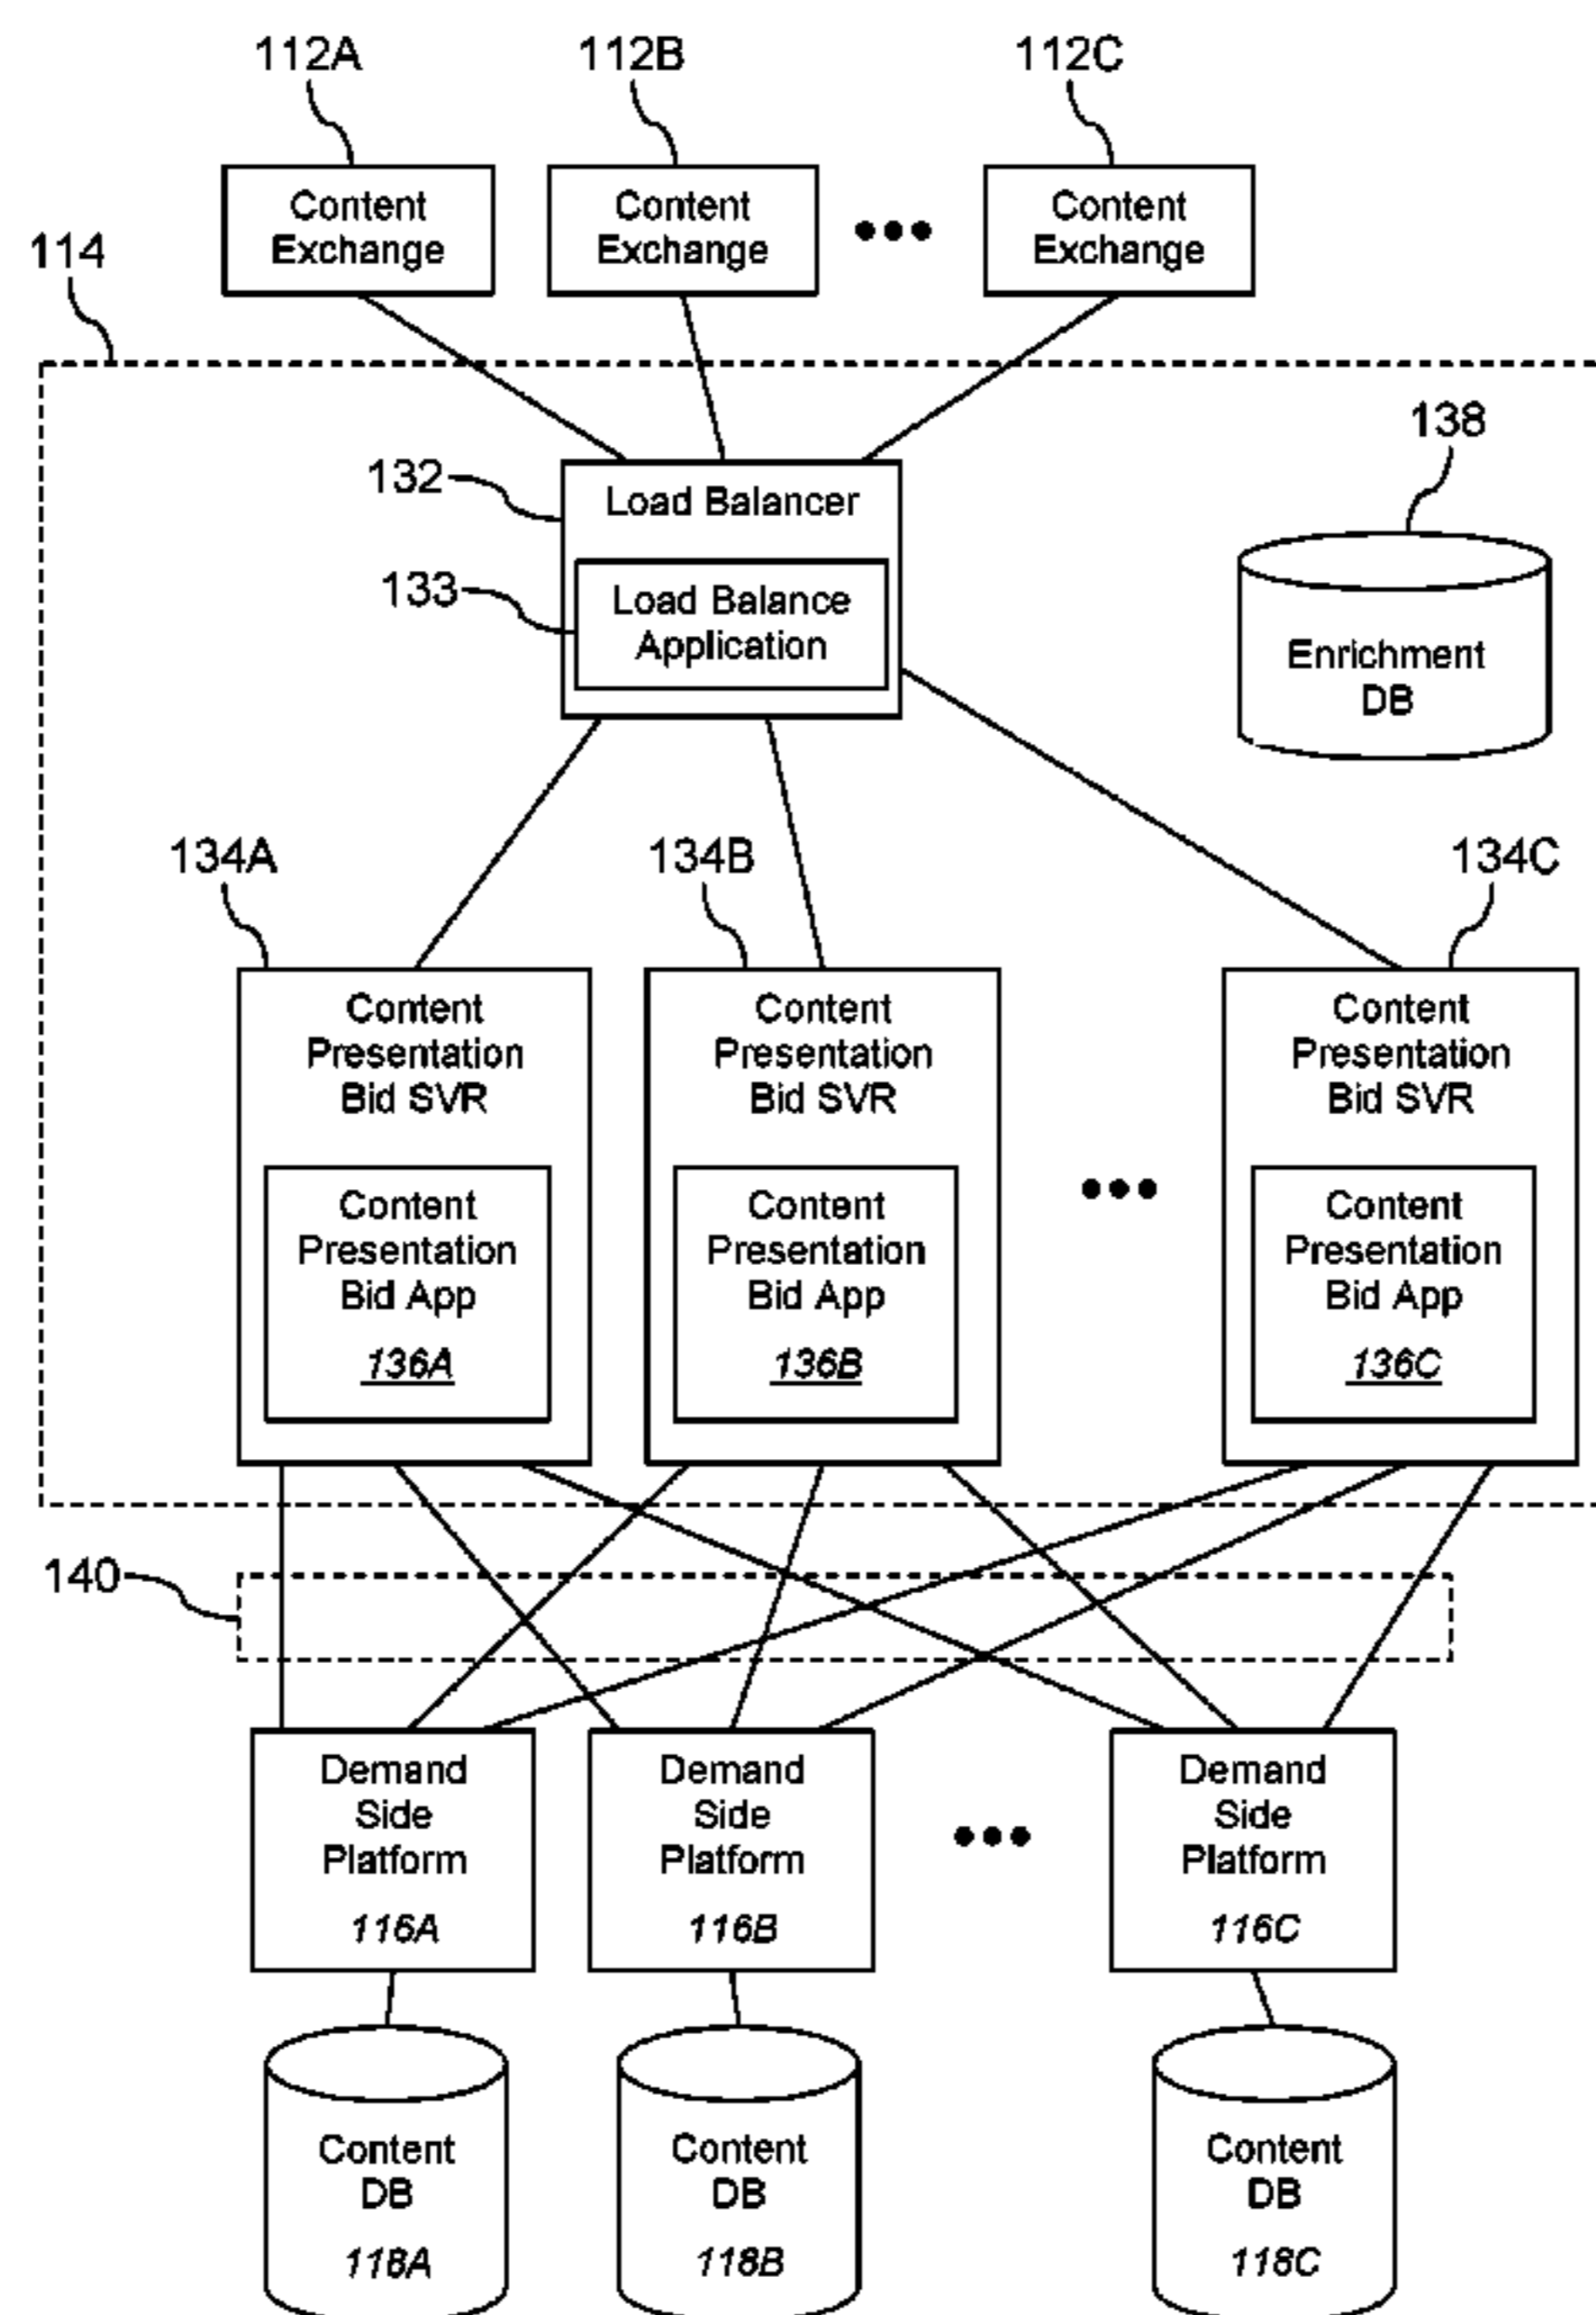 112A
112B
112C
Content
Exchange
Content
Exchange
Content
Exchange
114
138
132
Load Balancer
133
Load Balance
Application
Enrichment
DB
134A
134B
134C
Content
Presentation
Bid SVR
Content
Presentation
Bid App
136A
Content
Presentation
Bid SVR
Content
Presentation
Bid App
136B
Content
Presentation
Bid SVR
Content
Presentation
Bid App
136C
140
Demand
Side
Platform
116A
Demand
Side
Platform
116B
Demand
Side
Platform
116C
Content
DB
118A
Content
DB
118B
Content
DB
118C